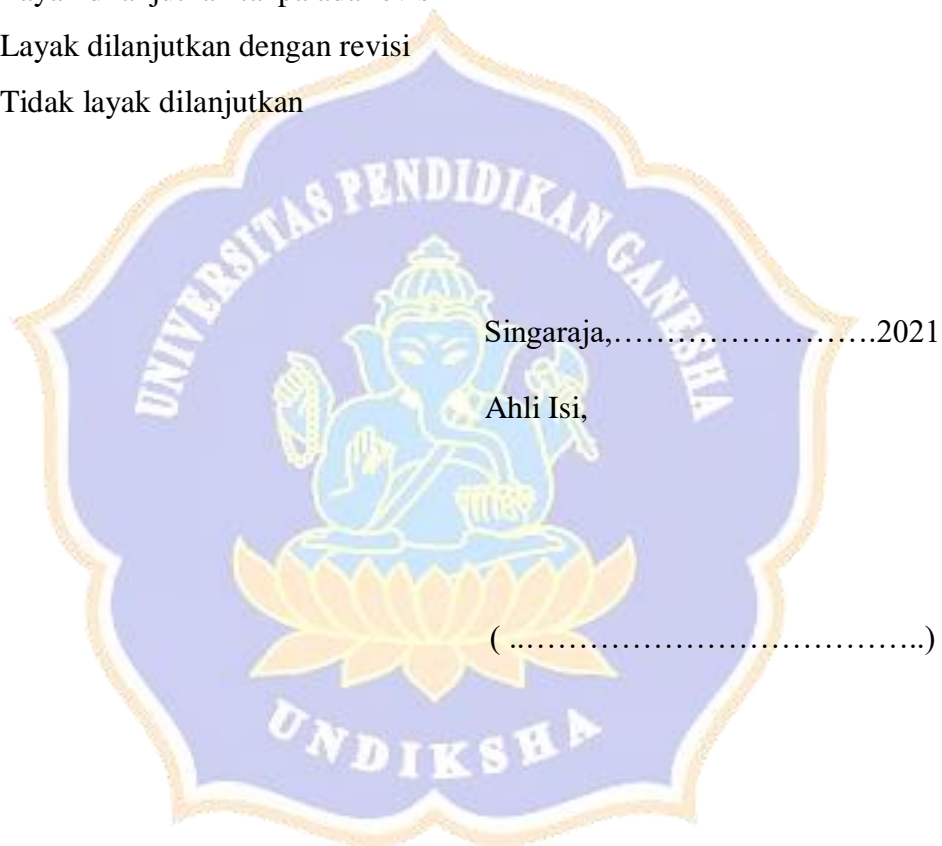 Layak dilanjutkan dengan revisi
Tidak layak dilanjutkan
UNIVERSITAS PENDIDIKAN GANESHA
Singaraja,…………………….2021
Ahli Isi,
( ..………………………………..)
UNDIKSHA